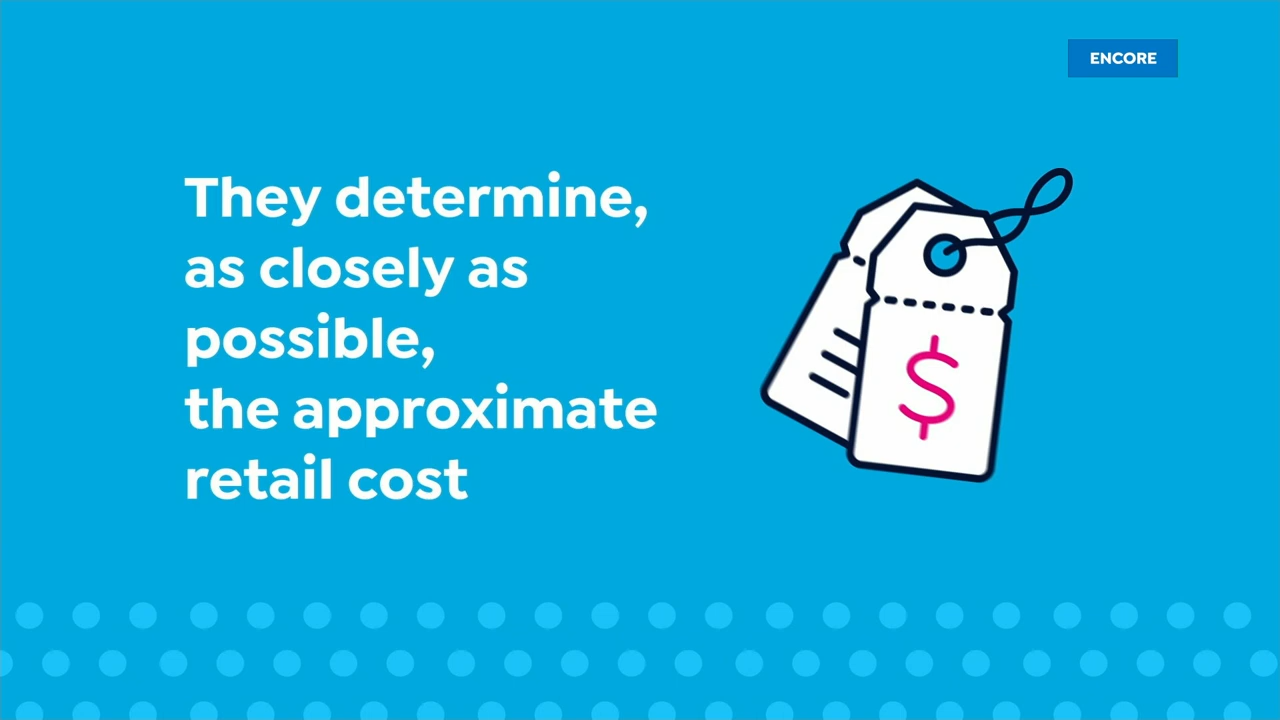 ENCORE
They determine,
as closely as
possible,
the approximate
retail cost
$